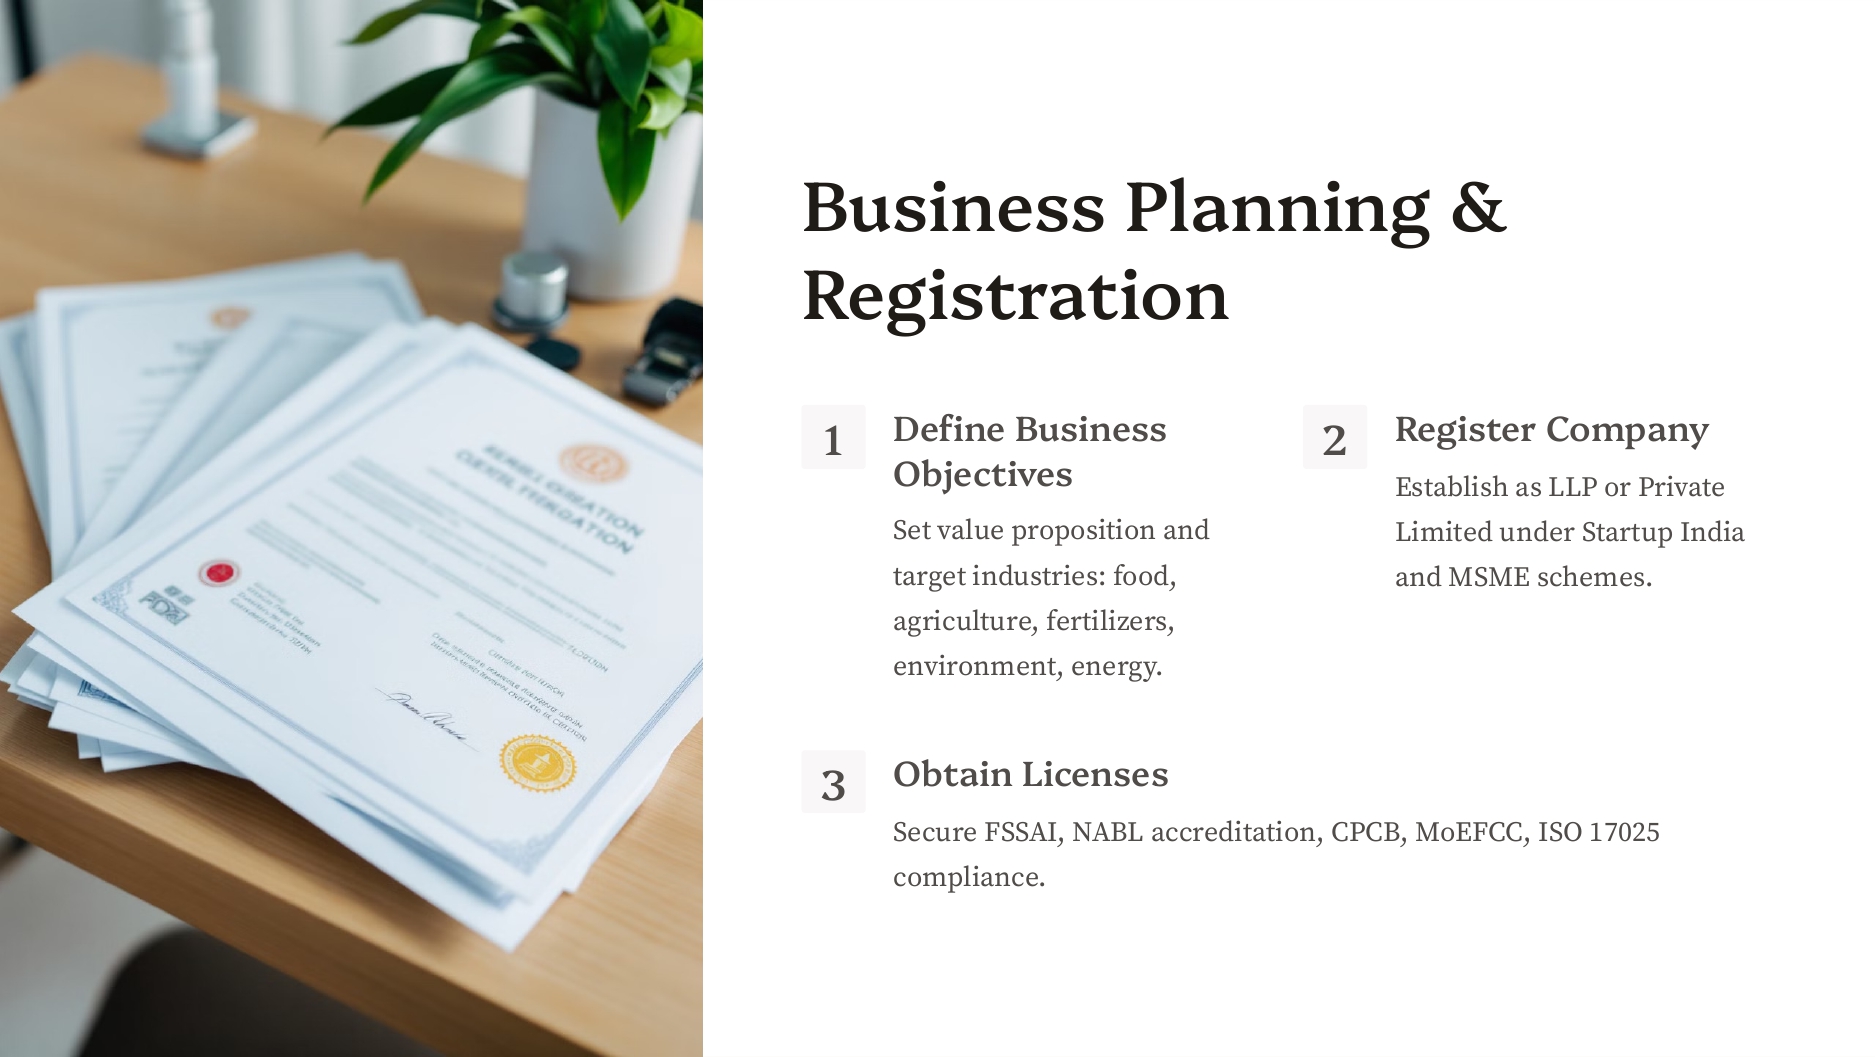 Business Planning &
Registration
1
Define Business
Objectives
Set value proposition and
target industries: food,
agriculture, fertilizers,
environment, energy.
2
Register Company
Establish as LLP or Private
Limited under Startup India
and MSME schemes.
3
Obtain Licenses
Secure FSSAI, NABL accreditation, CPCB, MoEFCC, ISO 17025
compliance.